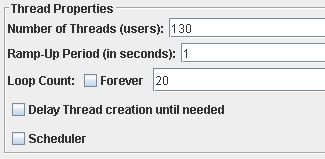 Thread Properties
Number of Threads (users): 130
Ramp-Up Period (in seconds): 1
Loop Count: Forever 20
Delay Thread creation until needed
Scheduler